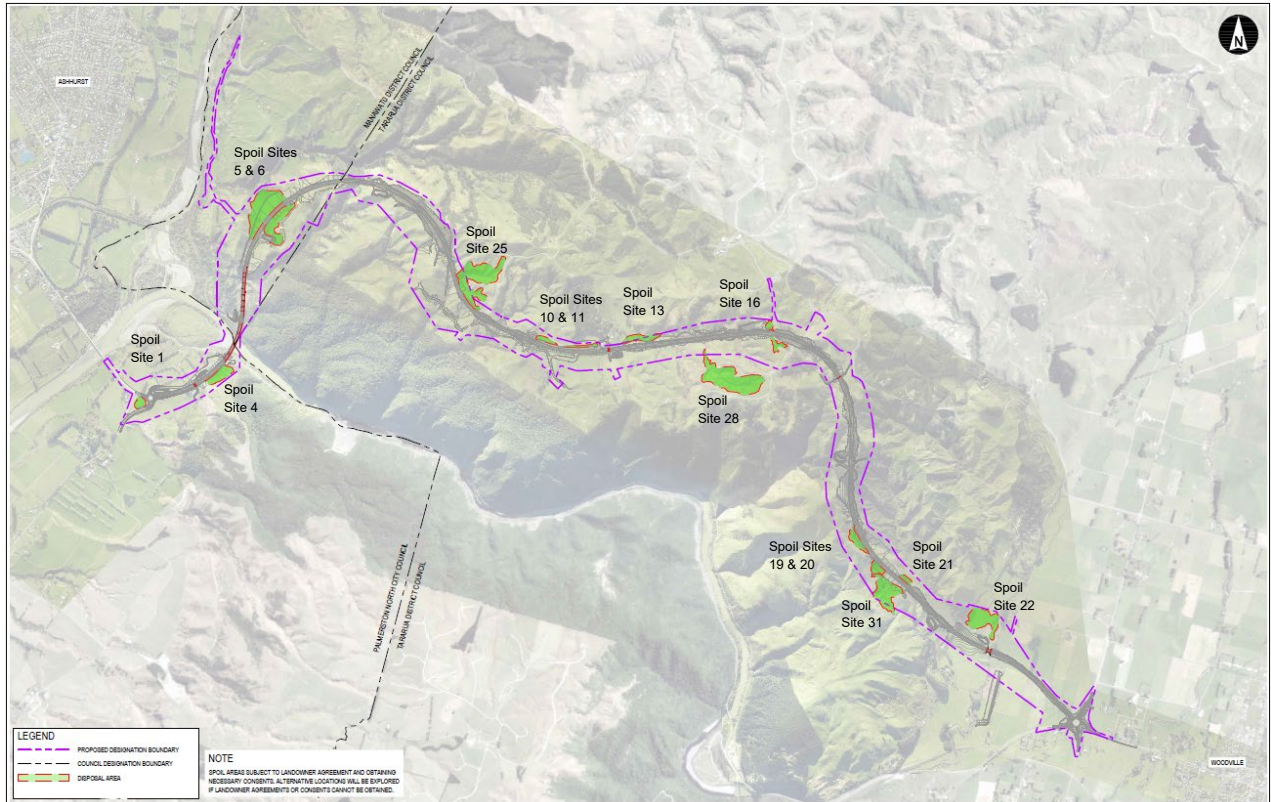 N
ASHHURST
MANAWATŪ DISTRICT COUNCIL
TARARUA DISTRICT COUNCIL
Spoil Sites
5 & 6
Spoil
Site 25
Spoil Sites
10 & 11
Spoil
Site 13
Spoil
Site 16
Spoil
Site 1
Spoil
Site 4
Spoil
Site 28
Spoil Sites
19 & 20
Spoil
Site 21
Spoil
Site 31
Spoil
Site 22
PALMERSTON NORTH CITY COUNCIL
TARARUA DISTRICT COUNCIL
WOODVILLE
LEGEND
PROPOSED DESIGNATION BOUNDARY
COUNCIL DESIGNATION BOUNDARY
DISPOSAL AREA
NOTE
SPOIL AREAS SUBJECT TO LANDOWNER AGREEMENT AND OBTAINING
NECESSARY CONSENTS. ALTERNATIVE LOCATIONS WILL BE EXPLORED
IF LANDOWNER AGREEMENTS OR CONSENTS CANNOT BE OBTAINED.